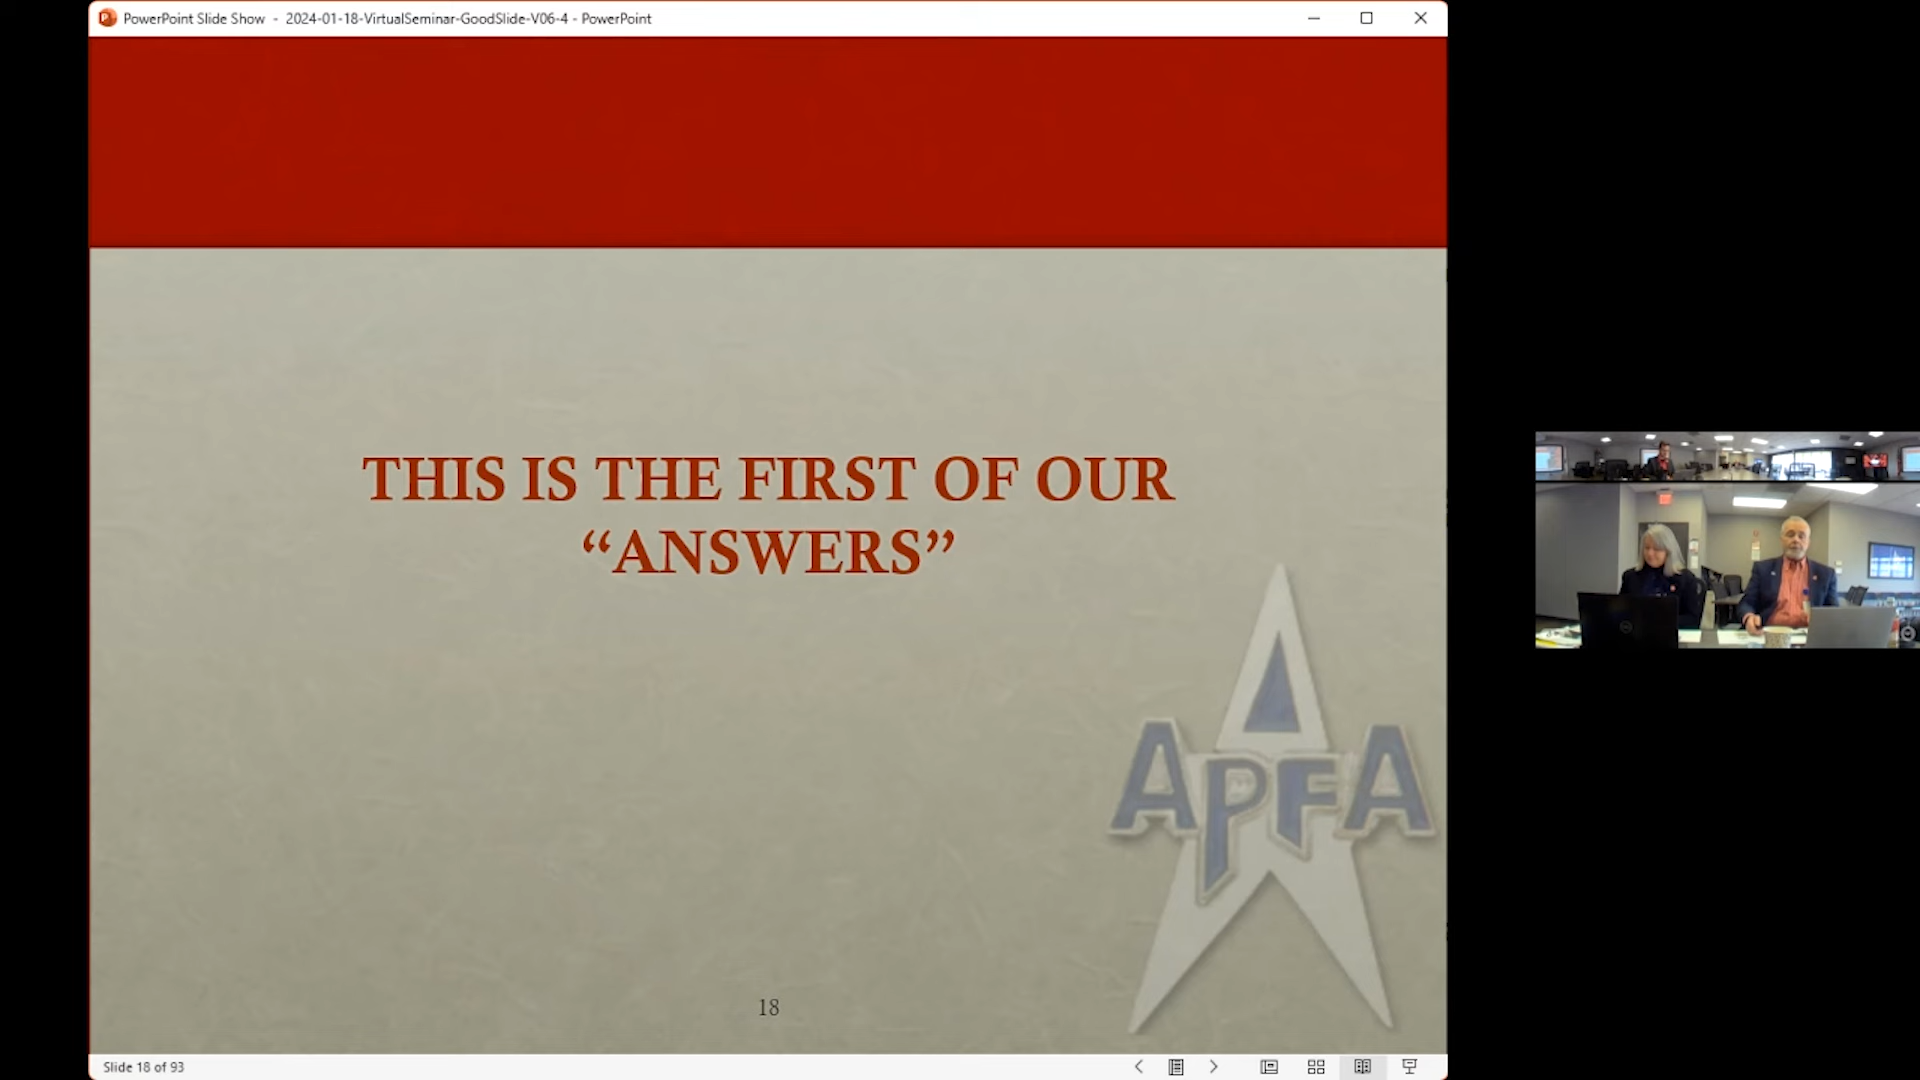 PowerPoint Slide Show - 2024-01-18-VirtualSeminar-GoodSlide-V06-4 - PowerPoint
THIS IS THE FIRST OF OUR
“ANSWERS”
APFA
18
Slide 18 of 93